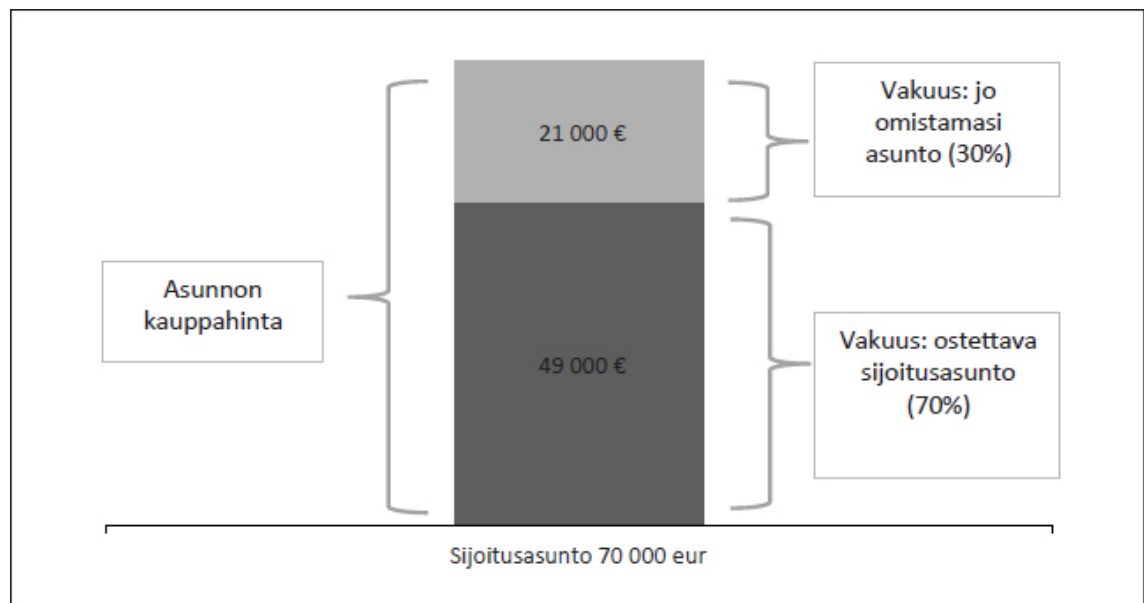 21 000 €
Vakuus: jo
omistamasi
asunto (30%)
Asunnon
kauppahinta
49 000 €
Vakuus: ostettava
sijoitusasunto
(70%)
Sijoitusasunto 70 000 eur